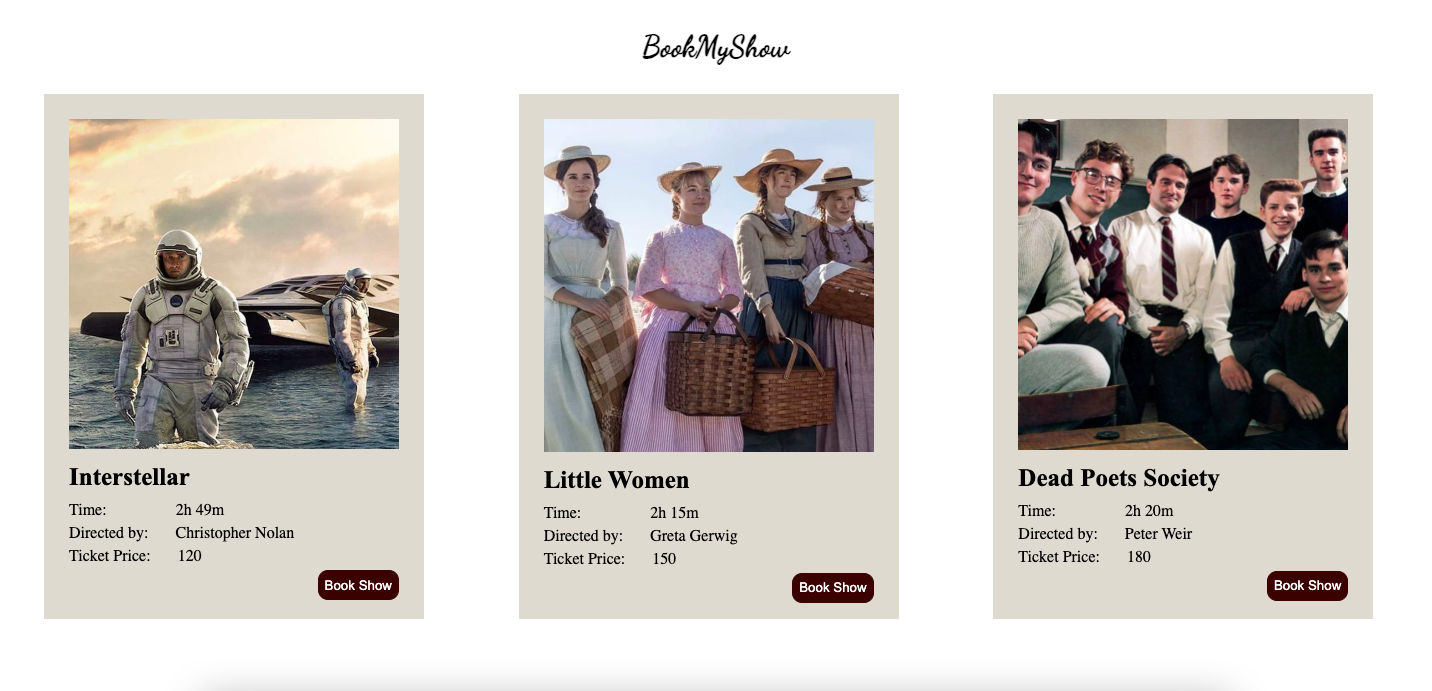 BookMyShow
Interstellar
Time: 2h 49m
Directed by: Christopher Nolan
Ticket Price: 120
Book Show
Little Women
Time: 2h 15m
Directed by: Greta Gerwig
Ticket Price: 150
Book Show
Dead Poets Society
Time: 2h 20m
Directed by: Peter Weir
Ticket Price: 180
Book Show